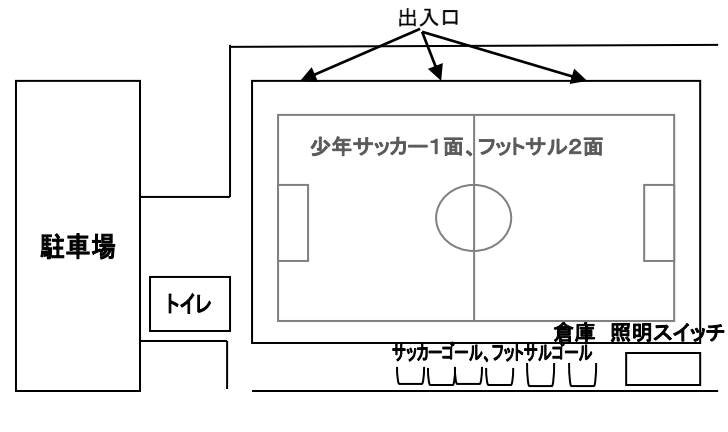 出入口
少年サッカー1面、フットサル2面
駐車場
トイレ
倉庫 照明スイッチ
サッカーゴール、フットサルゴール